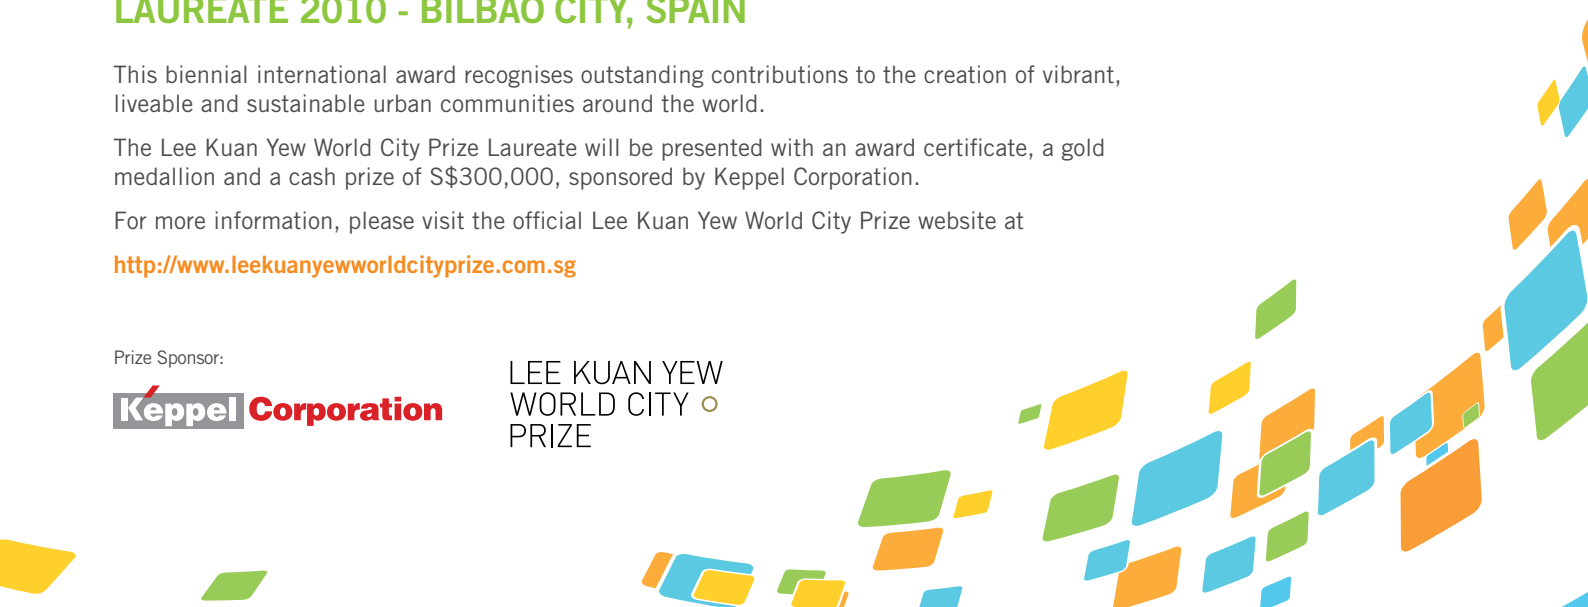 LAUREATE 2010 - BILBAO CITY, SPAIN
This biennial international award recognises outstanding contributions to the creation of vibrant,
liveable and sustainable urban communities around the world.
The Lee Kuan Yew World City Prize Laureate will be presented with an award certificate, a gold
medallion and a cash prize of S$300,000, sponsored by Keppel Corporation.
For more information, please visit the official Lee Kuan Yew World City Prize website at
http://www.leekuanyewworldcityprize.com.sg
Prize Sponsor:
Keppel Corporation
LEE KUAN YEW
WORLD CITY
PRIZE